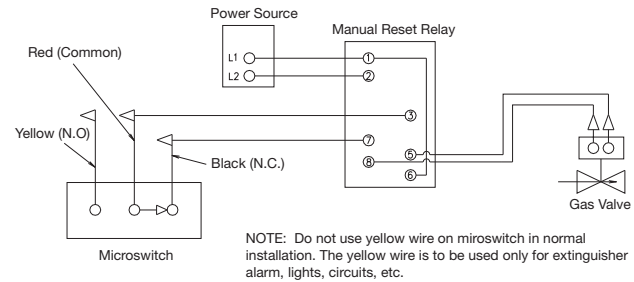 Power Source
Manual Reset Relay
Red (Common)
L1
L2
1
2
3
Yellow (N.O)
7
5
8
Black (N.C.)
6
Gas Valve
Microswitch
NOTE: Do not use yellow wire on miroswitch in normal
installation. The yellow wire is to be used only for extinguisher
alarm, lights, circuits, etc.